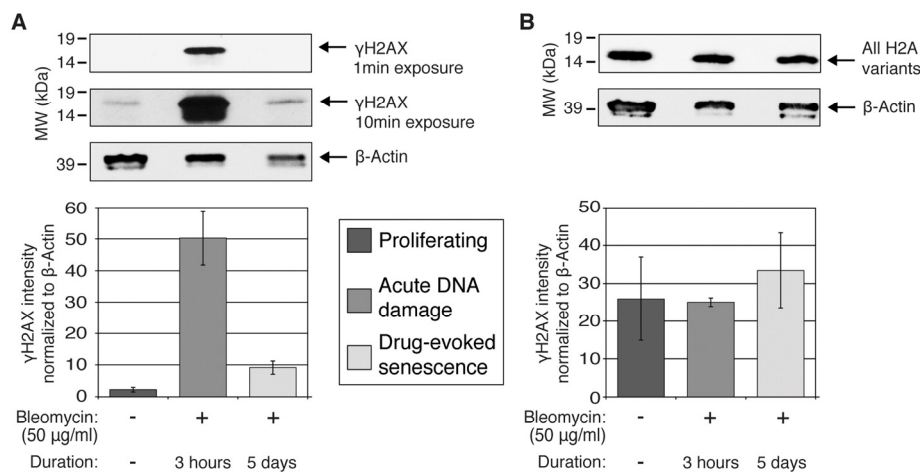 A
19
14
γH2AX
1min exposure
19
14
γH2AX
10min exposure
39
β-Actin
MW (kDa)
60
50
40
30
20
10
0
γH2AX intensity
normalized to β-Actin
Bleomycin: - + +
(50 µg/ml)
Duration: - 3 hours 5 days
Proliferating
Acute DNA
damage
Drug-evoked
senescence
B
19
14
All H2A
variants
39
β-Actin
MW (kDa)
50
40
30
20
10
0
γH2AX intensity
normalized to β-Actin
Bleomycin: - + +
(50 µg/ml)
Duration: - 3 hours 5 days